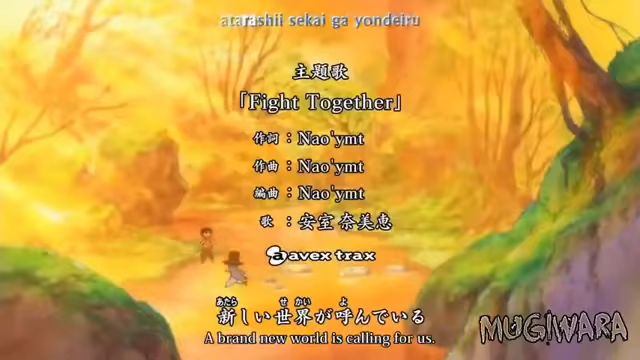 atarashii sekai ga yondeiru
主題歌
「Fight Together」
作詞：Nao'ymt
作曲：Nao'ymt
編曲：Nao'ymt
歌：安室奈美恵
avex trax
あたら せ かい よ
新しい世界が呼んでいる
A brand new world is calling for us.
MUGIWARA